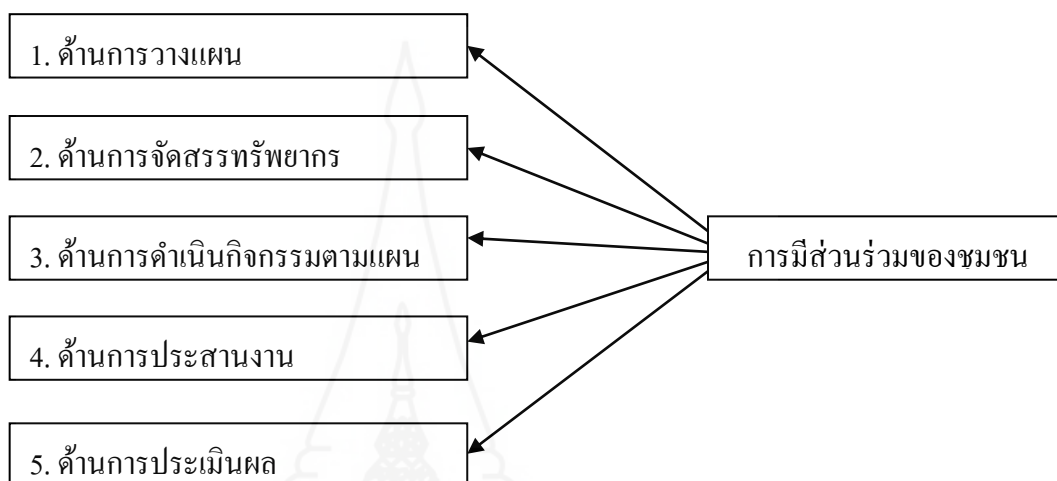 1. ด้านการวางแผน
2. ด้านการจัดสรรทรัพยากร
3. ด้านการดำเนินกิจกรรมตามแผน
การมีส่วนร่วมของชุมชน
4. ด้านการประสานงาน
5. ด้านการประเมินผล